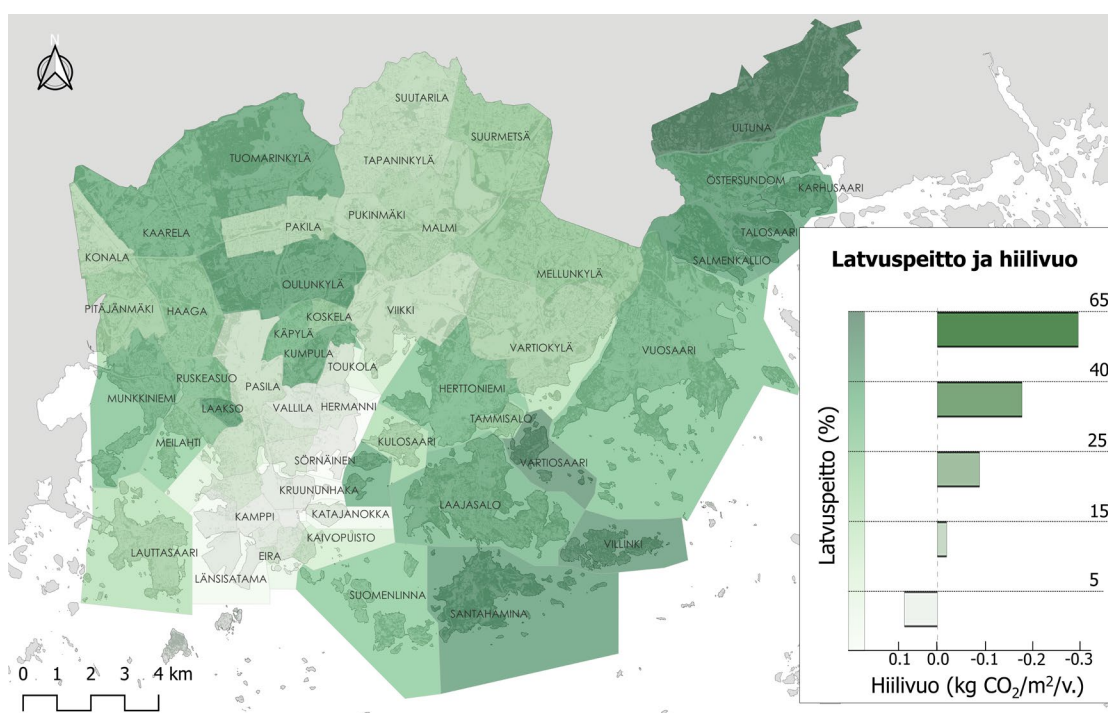 N
SUUTARILA
SUURMETSÄ
ULTUNA
TUOMARINKYLÄ
TAPANINKYLÄ
ÖSTERSUNDOM
KARHUSAARI
PUKINMÄKI
PAKILA
MALMI
KAARELA
TALOSAARI
KONALA
SALMENKALLIO
MELLUNKYLÄ
OULUNKYLÄ
PITÄJÄNMÄKI
HAAGA
KOSKELA
VIIKKI
KÄPYLÄ
VARTIOKYLÄ
VUOSAARI
KUMPULA
TOUKOLA
RUSKEASUO
PASILA
MUNKKINIEMI
HERTTONIEMI
LAAKSO
VALLILA
HERMANNI
TAMMISALO
MEILAHTI
KULOSAARI
SÖRNÄINEN
VARTIOSAARI
KRUUNUNHAKA
LAAJASALO
KAMPPI
KATAJANOKKA
KAIVOPUISTO
VILLINKI
LAUTTASAARI
EIRA
LÄNSISATAMA
SUOMENLINNA
SANTAHAMINA
0 1 2 3 4 km
Latvuspeitto ja hiilivuo
Latvuspeitto (%)
65
40
25
15
5
0.1 0.0 -0.1 -0.2 -0.3
Hiilivuo (kg CO₂/m²/v.)